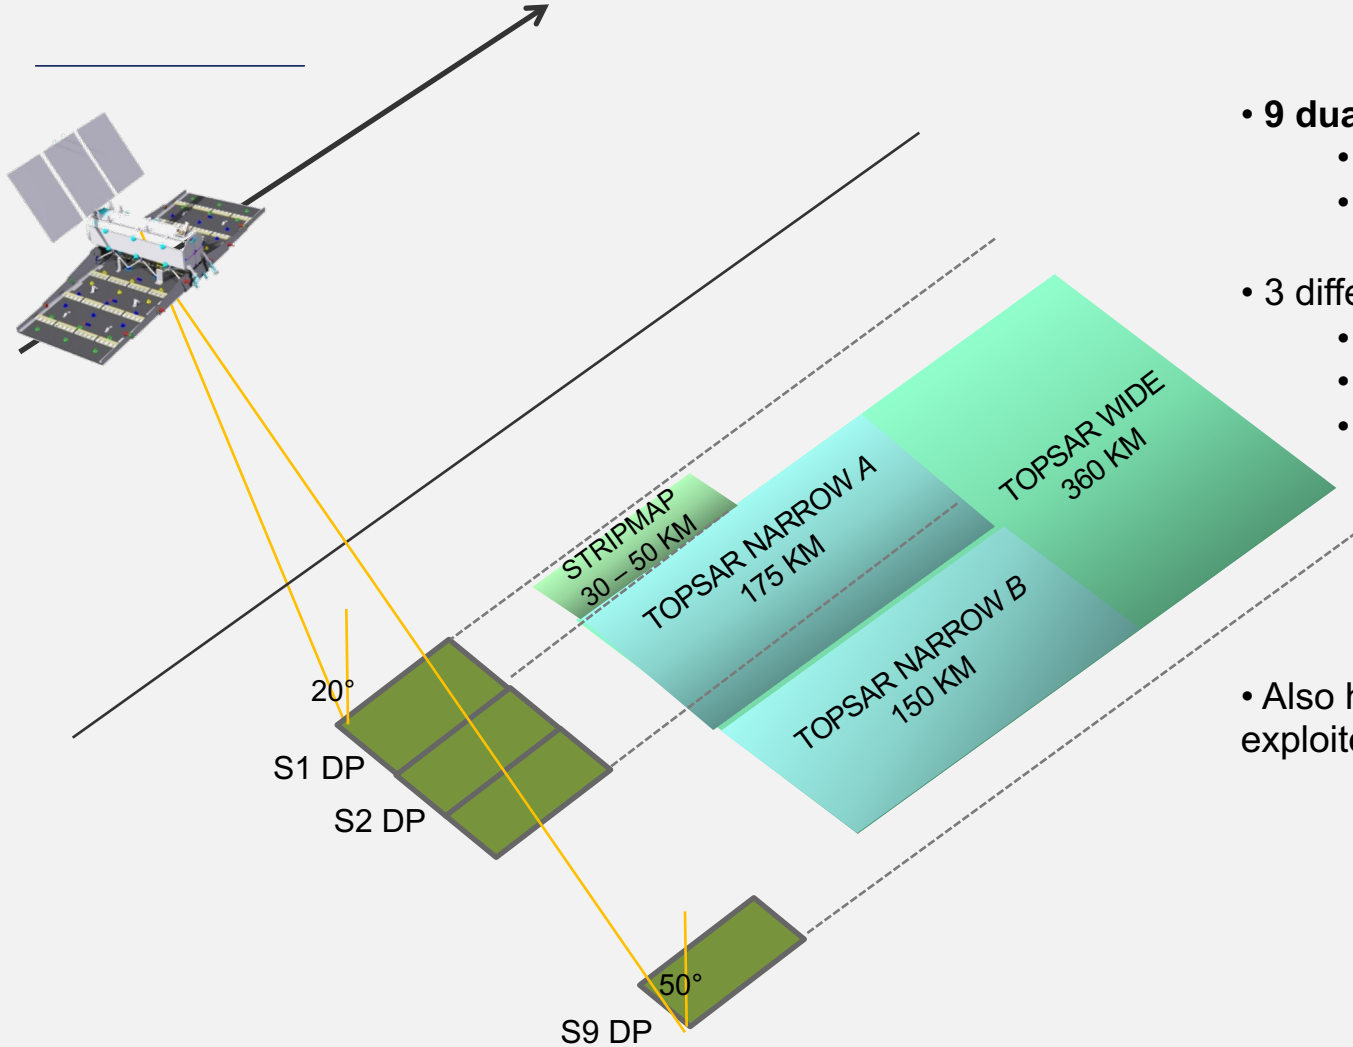 • 9 dua
•
•
• 3 diffe
•
•
•
TOPSAR WIDE
360 KM
TOPSAR NARROW A
175 KM
STRIPMAP
30 – 50 KM
TOPSAR NARROW B
150 KM
20°
S1 DP
S2 DP
• Also h
exploite
50°
S9 DP